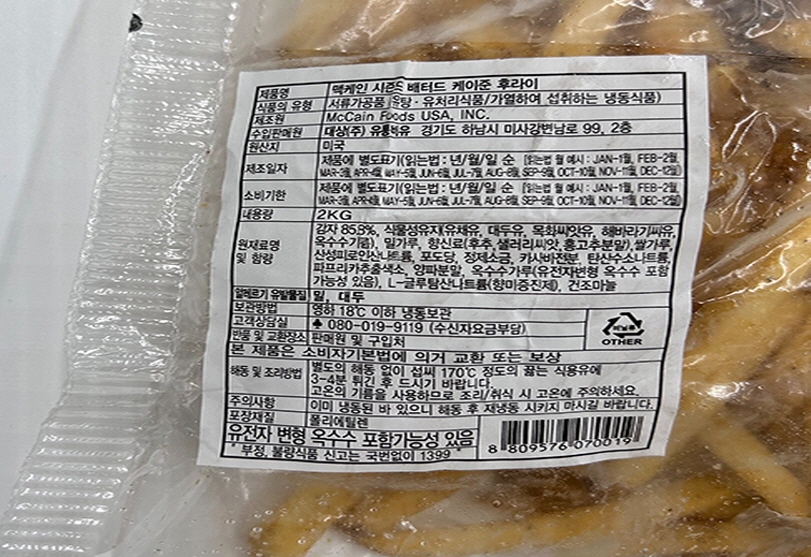 제품명 맥케인 시즌드 배터드 케이준 후라이
식품의 유형 서류가공품 유탕·유처리식품/가열하여 섭취하는 냉동식품)
제조원 McCain Foods USA, INC.
수입판매원 대상(주) 경기도 하남시 미사강변남로 99, 2층
원산지 미국
제조일자 제품에 별도표기(읽는법 : 년/월/일 순 [읽는법 월 예시 : JAN-1월, FEB-2월,
MAR-3월, APR-4월, MAY-5월, JUN-6월, JUL-7월, AUG-8월, SEP-9월, OCT-10월, NOV-11월, DEC-12월)
소비기한 제품에 별도표기(읽는법 : 년/월/일 순 [읽는법 월 예시 : JAN-1월, FEB-2월,
MAR-3월, APR-4월, MAY-5월, JUN-6월, JUL-7월, AUG-8월, SEP-9월, OCT-10월, NOV-11월, DEC-12월)
내용량 2KG
원재료명 및 함량 감자 85.8%, 식물성유지(유채유, 대두유, 목화씨앗유, 해바라기씨유,
옥수수기름), 밀가루, 향신료(후추, 샐러리씨앗, 홍고추분말), 쌀가루,
산성피로인산나트륨, 포도당, 정제소금, 카사바전분, 탄산수소나트륨,
파프리카추출색소, 양파분말, 옥수수가루(유전자변형 옥수수 포함
가능성 있음), L-글루탐산나트륨(향미증진제), 건조마늘
알레르기 유발물질 밀, 대두
보관방법 영하 18℃ 이하 냉동보관
고객상담실 ♣ 080-019-9119 (수신자요금부담)
반품 및 교환장소 판매원 및 구입처
본 제품은 소비자기본법에 의거 교환 또는 보상
비닐류
OTHER
해동 및 조리방법 별도의 해동 없이 섭씨 170℃ 정도의 끓는 식용유에
3-4분 튀긴 후 드시기 바랍니다.
고온의 기름을 사용하므로 조리/취식 시 고온에 주의하세요.
주의사항 이미 냉동된 바 있으니 해동 후 재냉동 시키지 마시길 바랍니다.
포장재질 폴리에틸렌
유전자 변형 옥수수 포함가능성 있음
* 부정, 불량식품 신고는 국번없이 1399 *
8 809576 070019